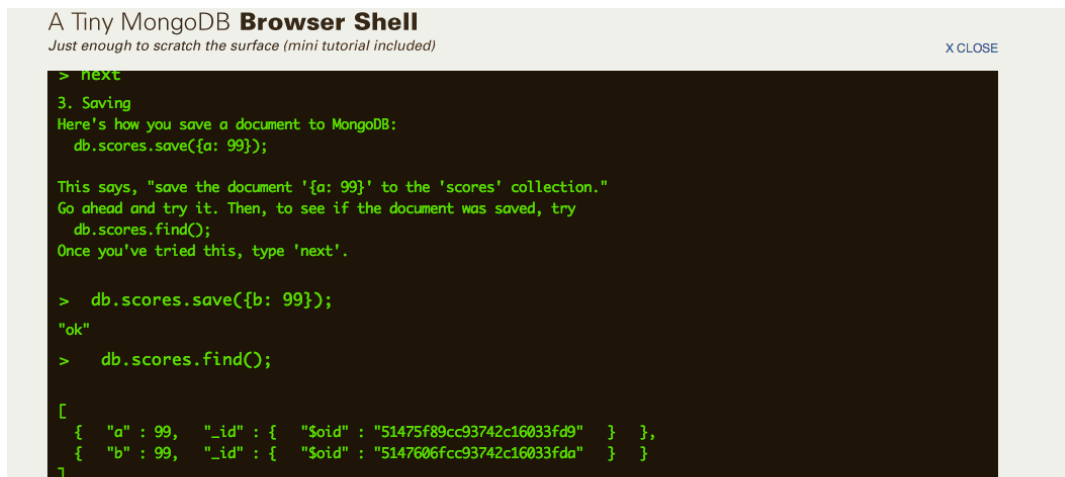 A Tiny MongoDB Browser Shell
Just enough to scratch the surface (mini tutorial included)
X CLOSE
> next
3. Saving
Here's how you save a document to MongoDB:
db.scores.save({a: 99});
This says, "save the document '{a: 99}' to the 'scores' collection."
Go ahead and try it. Then, to see if the document was saved, try
db.scores.find();
Once you've tried this, type 'next'.
> db.scores.save({b: 99});
"ok"
> db.scores.find();
[
{ "a" : 99, "_id" : { "$oid" : "51475f89cc93742c16033fd9" } },
{ "b" : 99, "_id" : { "$oid" : "5147606fcc93742c16033fda" } }
]